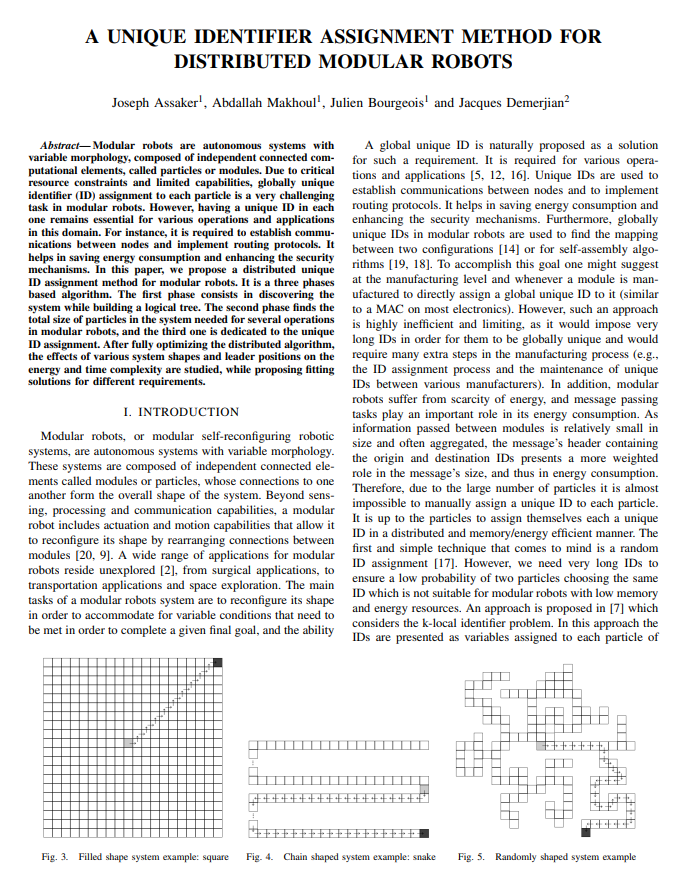 A UNIQUE IDENTIFIER ASSIGNMENT METHOD FOR
DISTRIBUTED MODULAR ROBOTS
Joseph Assaker1, Abdallah Makhoul1, Julien Bourgeois1 and Jacques Demerjian2
Abstract— Modular robots are autonomous systems with
variable morphology, composed of independent connected com-
putational elements, called particles or modules. Due to critical
resource constraints and limited capabilities, globally unique
identifier (ID) assignment to each particle is a very challenging
task in modular robots. However, having a unique ID in each
one remains essential for various operations and applications
in this domain. For instance, it is required to establish commu-
nications between nodes and implement routing protocols. It
helps in saving energy consumption and enhancing the security
mechanisms. In this paper, we propose a distributed unique
ID assignment method for modular robots. It is a three phases
based algorithm. The first phase consists in discovering the
system while building a logical tree. The second phase finds the
total size of particles in the system needed for several operations
in modular robots, and the third one is dedicated to the unique
ID assignment. After fully optimizing the distributed algorithm,
the effects of various system shapes and leader positions on the
energy and time complexity are studied, while proposing fitting
solutions for different requirements.
I. INTRODUCTION
Modular robots, or modular self-reconfiguring robotic
systems, are autonomous systems with variable morphology.
These systems are composed of independent connected ele-
ments called modules or particles, whose connections to one
another form the overall shape of the system. Beyond sens-
ing, processing and communication capabilities, a modular
robot includes actuation and motion capabilities that allow it
to reconfigure its shape by rearranging connections between
modules [20, 9]. A wide range of applications for modular
robots reside unexplored [2], from surgical applications, to
transportation applications and space exploration. The main
tasks of a modular robots system are to reconfigure its shape
in order to accommodate for variable conditions that need to
be met in order to complete a given final goal, and the ability
A global unique ID is naturally proposed as a solution
for such a requirement. It is required for various opera-
tions and applications [5, 12, 16]. Unique IDs are used to
establish communications between nodes and to implement
routing protocols. It helps in saving energy consumption and
enhancing the security mechanisms. Furthermore, globally
unique IDs in modular robots are used to find the mapping
between two configurations [14] or for self-assembly algo-
rithms [19, 18]. To accomplish this goal one might suggest
at the manufacturing level and whenever a module is man-
ufactured to directly assign a global unique ID to it (similar
to a MAC on most electronics). However, such an approach
is highly inefficient and limiting, as it would impose very
long IDs in order for them to be globally unique and would
require many extra steps in the manufacturing process (e.g.,
the ID assignment process and the maintenance of unique
IDs between various manufacturers). In addition, modular
robots suffer from scarcity of energy, and message passing
tasks play an important role in its energy consumption. As
information passed between modules is relatively small in
size and often aggregated, the message's header containing
the origin and destination IDs presents a more weighted
role in the message's size, and thus in energy consumption.
Therefore, due to the large number of particles it is almost
impossible to manually assign a unique ID to each particle.
It is up to the particles to assign themselves each a unique
ID in a distributed and memory/energy efficient manner. The
first and simple technique that comes to mind is a random
ID assignment [17]. However, we need very long IDs to
ensure a low probability of two particles choosing the same
ID which is not suitable for modular robots with low memory
and energy resources. An approach is proposed in [7] which
considers the k-local identifier problem. In this approach the
IDs are presented as variables assigned to each particle of
Fig. 3. Filled shape system example: square
Fig. 4. Chain shaped system example: snake
Fig. 5. Randomly shaped system example